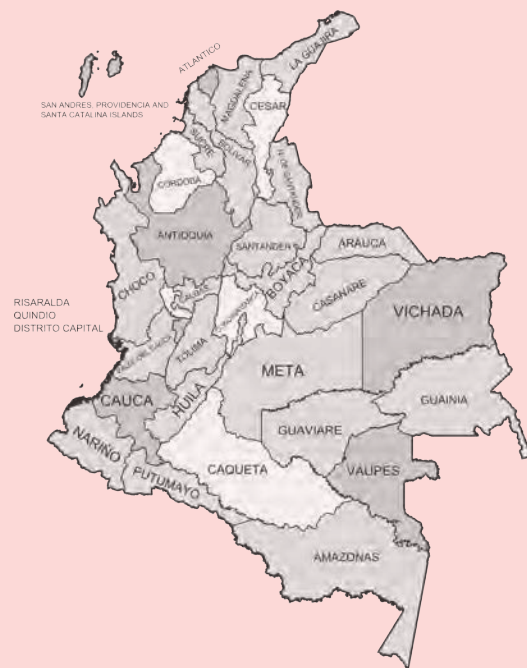 LA GUAJIRA
ATLANTICO
MAGDALENA
CESAR
SAN ANDRES, PROVIDENCIA AND
SANTA CATALINA ISLANDS
SUCRE
BOLIVAR
N. DE SANTANDER
CORDOBA
ANTIOQUIA
SANTANDER
ARAUCA
CHOCO
CALDAS
BOYACA
CASANARE
RISARALDA
QUINDIO
DISTRITO CAPITAL
VICHADA
VALLE DEL CAUCA
TOLIMA
META
CAUCA
HUILA
GUAINIA
NARIÑO
GUAVIARE
PUTUMAYO
CAQUETA
VAUPES
AMAZONAS